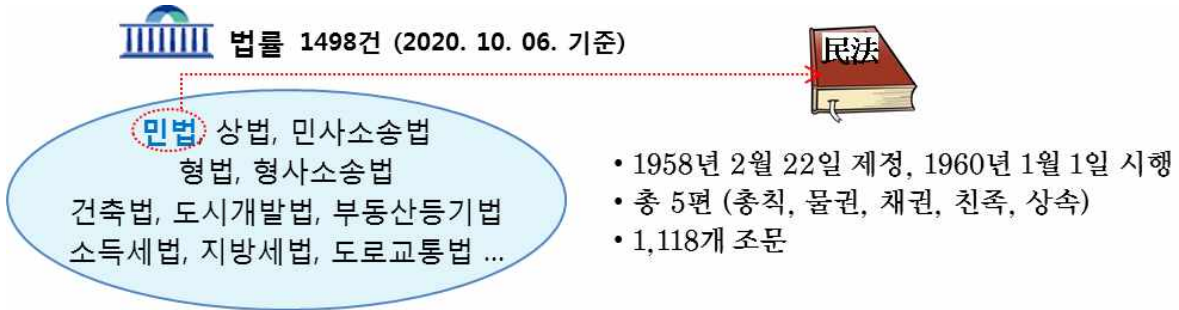 법률 1498건 (2020. 10. 06. 기준)
民法
민법, 상법, 민사소송법
형법, 형사소송법
건축법, 도시개발법, 부동산등기법
소득세법, 지방세법, 도로교통법 ...
• 1958년 2월 22일 제정, 1960년 1월 1일 시행
• 총 5편 (총칙, 물권, 채권, 친족, 상속)
• 1,118개 조문